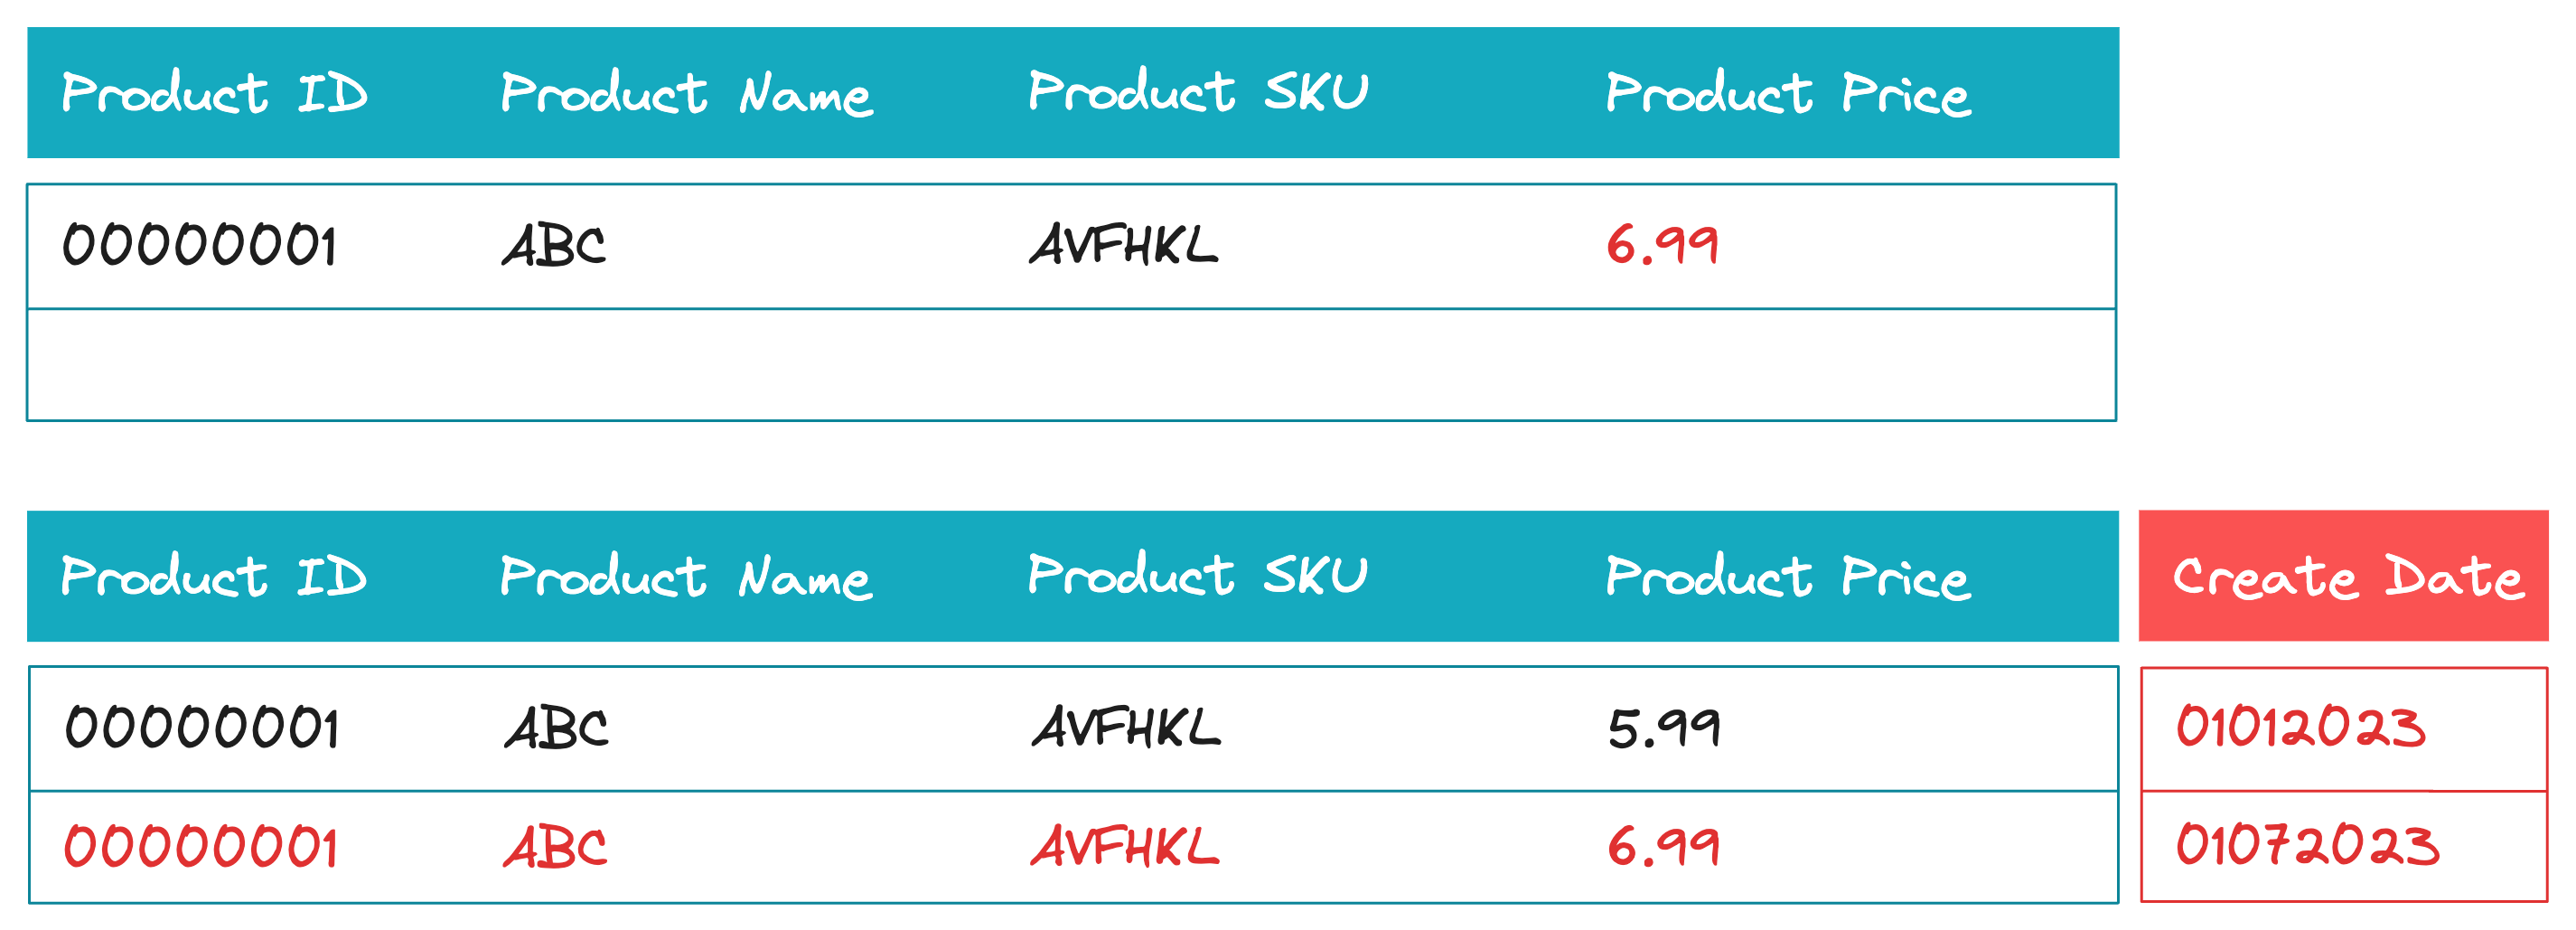 Product ID Product Name Product SKU Product Price
00000001 ABC AVFHKL 6.99
Product ID Product Name Product SKU Product Price Create Date
00000001 ABC AVFHKL 5.99 01012023
00000001 ABC AVFHKL 6.99 01072023